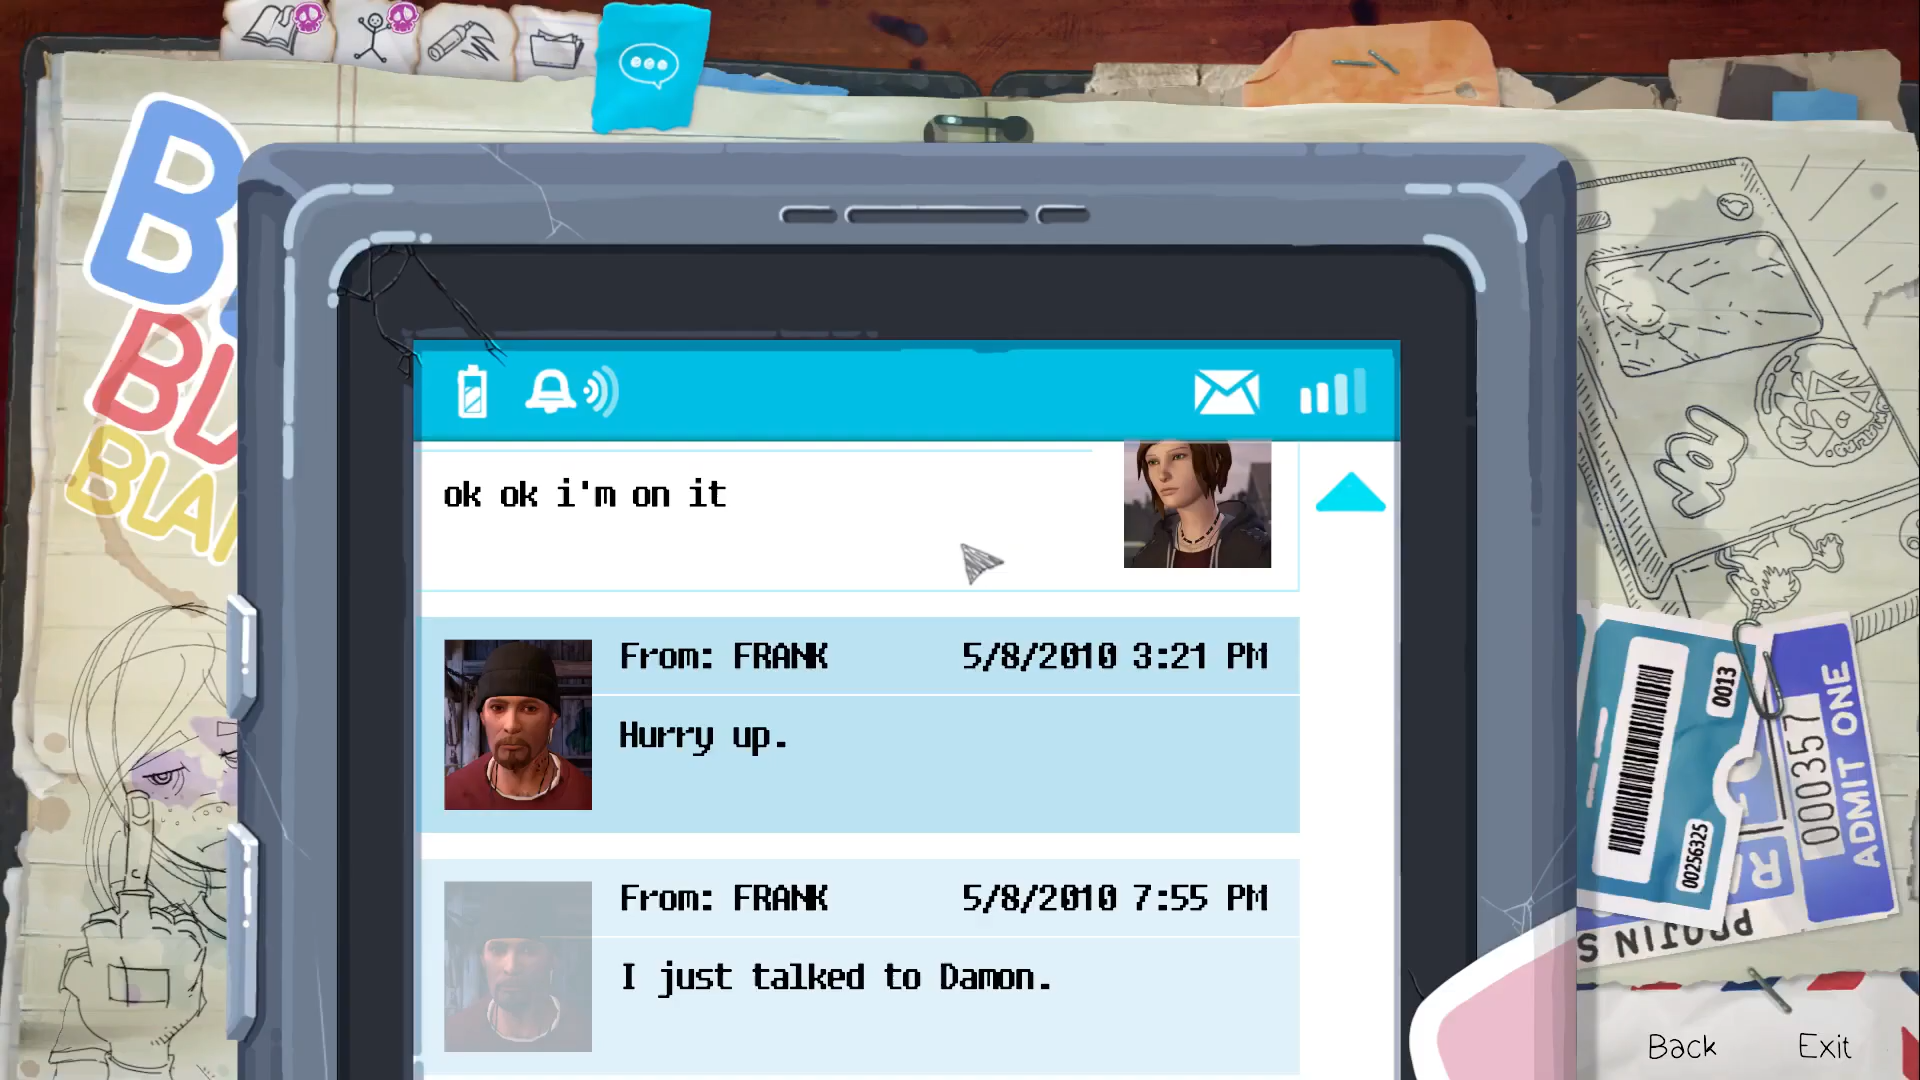 ok ok i'm on it
From: FRANK 5/8/2010 3:21 PM
Hurry up.
From: FRANK 5/8/2010 7:55 PM
I just talked to Damon.
0013
00256325
000357
ADMIT ONE
Back
Exit